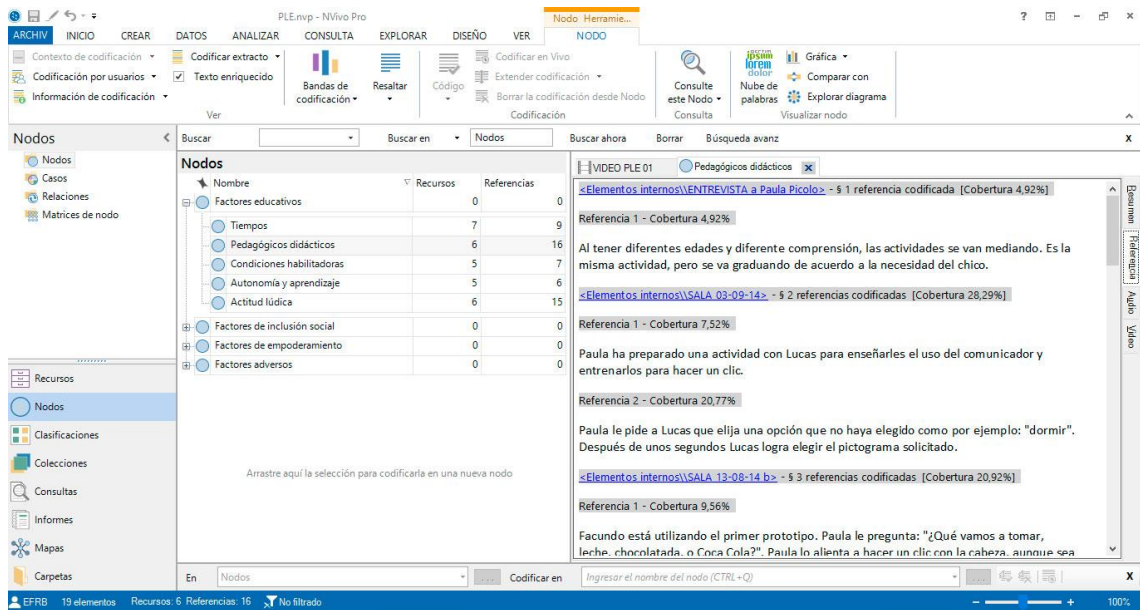 PLE.nvp - NVivo Pro
Nodo Herramie...
ARCHIV INICIO CREAR DATOS ANALIZAR CONSULTA EXPLORAR DISEÑO VER NODO
Contexto de codificación
Codificación por usuarios
Información de codificación
Codificar extracto
Texto enriquecido
Ver
Bandas de
codificación
Resaltar
Código
Codificar en Vivo
Extender codificación
Borrar la codificación desde Nodo
Codificación
Consulte
este Nodo
Consulta
lorem
dolor
Nube de
palabras
Gráfica
Comparar con
Explorar diagrama
Visualizar nodo
Nodos
Nodos
Casos
Relaciones
Matrices de nodo
Recursos
Nodos
Clasificaciones
Colecciones
Consultas
Informes
Mapas
Carpetas
Buscar Buscar en Nodos Buscar ahora Borrar Búsqueda avanz x
Nodos
Nombre Recursos Referencias
Factores educativos 0 0
Tiempos 7 9
Pedagógicos didácticos 6 16
Condiciones habilitadoras 5 7
Autonomía y aprendizaje 5 6
Actitud lúdica 6 15
Factores de inclusión social 0 0
Factores de empoderamiento 0 0
Factores adversos 0 0
Arrastre aquí la selección para codificarla en una nueva nodo
VIDEO PLE 01 Pedagógicos didácticos x
<Elementos internos\\ENTREVISTA a Paula Picolo> - § 1 referencia codificada [Cobertura 4,92%]
Referencia 1 - Cobertura 4,92%
Al tener diferentes edades y diferente comprensión, las actividades se van mediando. Es la
misma actividad, pero se va graduando de acuerdo a la necesidad del chico.
<Elementos internos\\SALA 03-09-14> - § 2 referencias codificadas [Cobertura 28,29%]
Referencia 1 - Cobertura 7,52%
Paula ha preparado una actividad con Lucas para enseñarles el uso del comunicador y
entrenarlos para hacer un clic.
Referencia 2 - Cobertura 20,77%
Paula le pide a Lucas que elija una opción que no haya elegido como por ejemplo: "dormir".
Después de unos segundos Lucas logra elegir el pictograma solicitado.
<Elementos internos\\SALA 13-08-14 b> - § 3 referencias codificadas [Cobertura 20,92%]
Referencia 1 - Cobertura 9,56%
Facundo está utilizando el primer prototipo. Paula le pregunta: "¿Qué vamos a tomar,
leche, chocolatada, o Coca Cola?". Paula lo alienta a hacer un clic con la cabeza, aunque sea
Resumen
Referencia
Audio
Video
En Nodos ... Codificar en Ingresar el nombre del nodo (CTRL+Q) ... x
EFRB 19 elementos Recursos: 6 Referencias: 16 No filtrado 100%